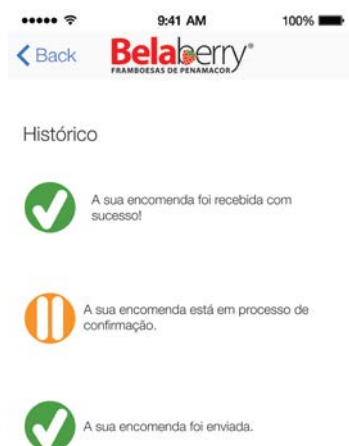 9:41 AM 100%
Back Belaberry®
FRAMBOESAS DE PENAMACOR
Histórico
A sua encomenda foi recebida com
sucesso!
A sua encomenda está em processo de
confirmação.
A sua encomenda foi enviada.